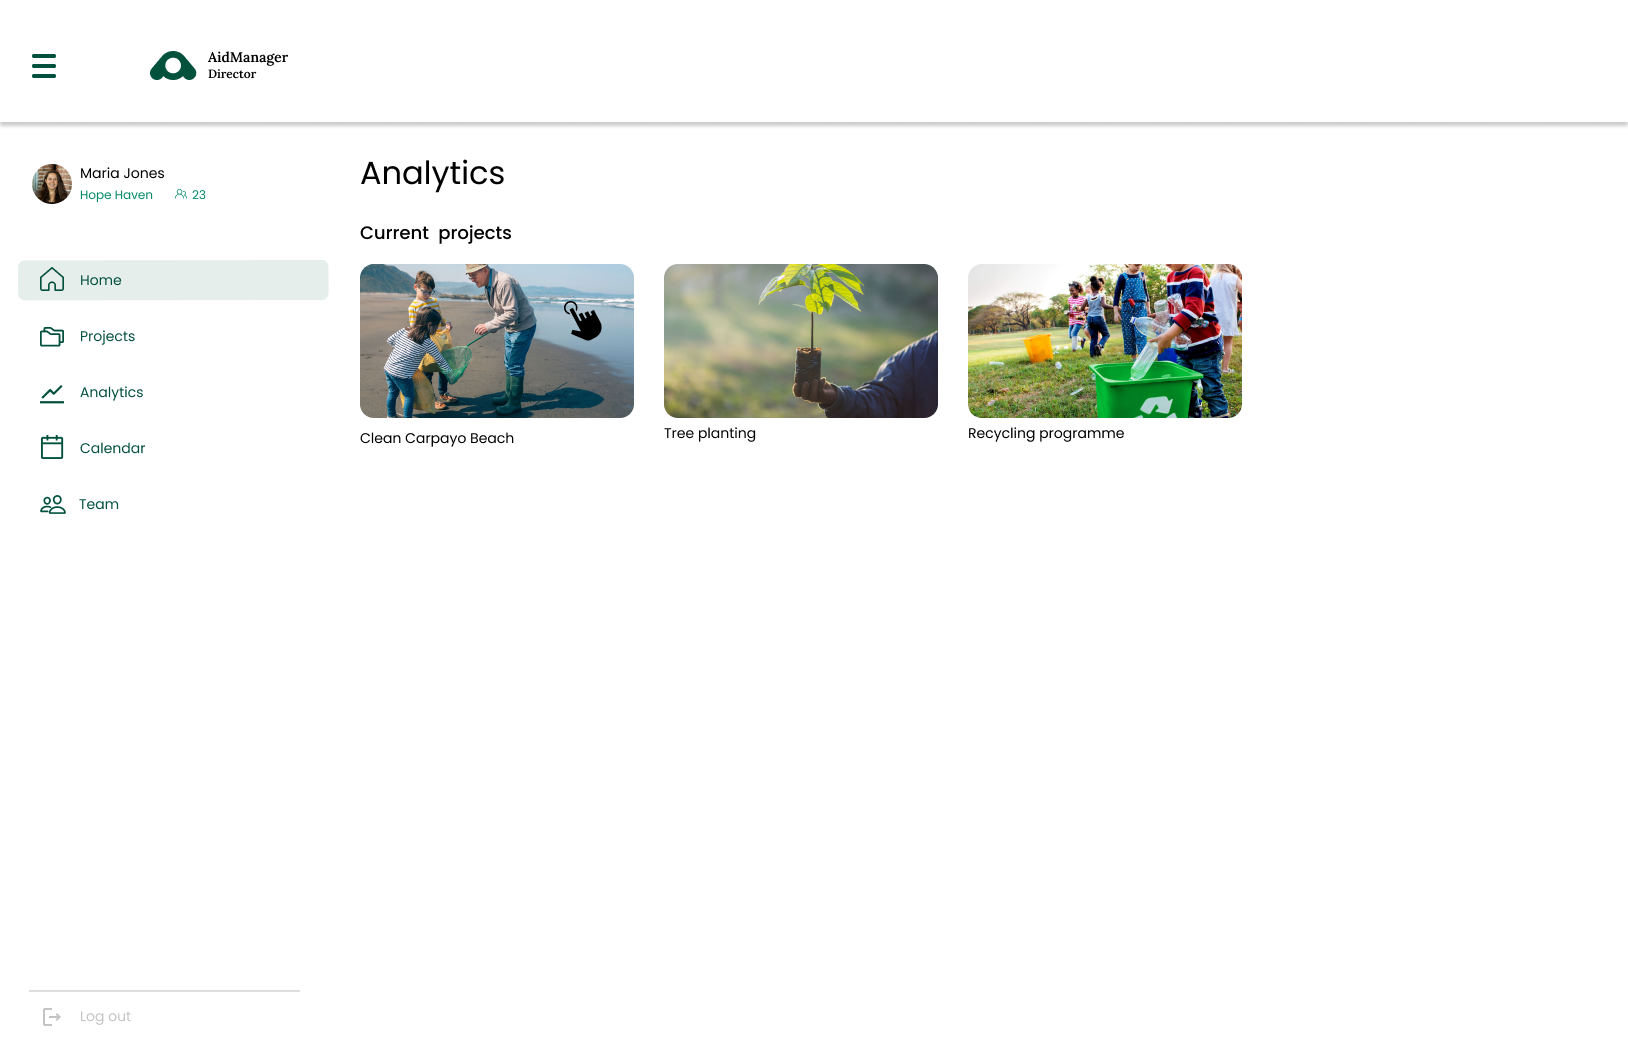 AidManager
Director
Maria Jones
Hope Haven 23
Home
Projects
Analytics
Calendar
Team
Log out
Analytics
Current projects
Clean Carpayo Beach
Tree planting
Recycling programme